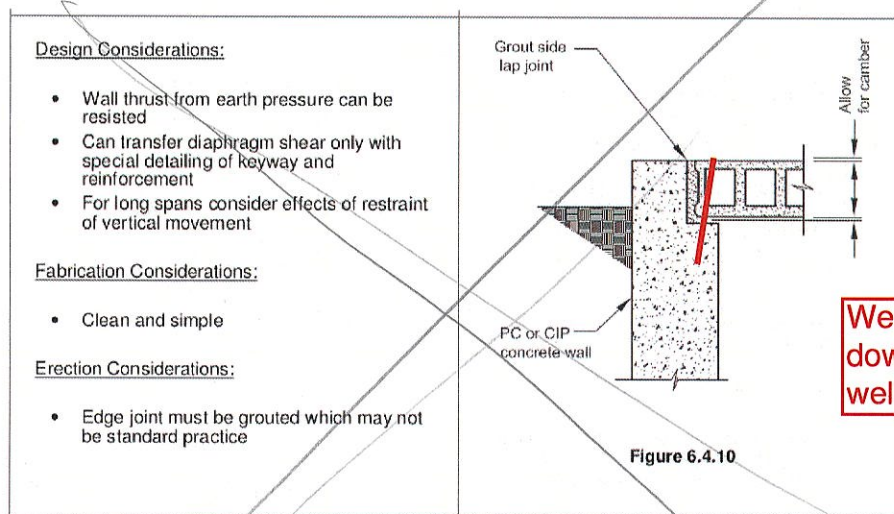 Design Considerations:
• Wall thrust from earth pressure can be
resisted
• Can transfer diaphragm shear only with
special detailing of keyway and
reinforcement
• For long spans consider effects of restraint
of vertical movement
Fabrication Considerations:
• Clean and simple
Erection Considerations:
• Edge joint must be grouted which may not
be standard practice
Grout side
lap joint
Allow
for camber
PC or CIP
concrete wall
Figure 6.4.10
We